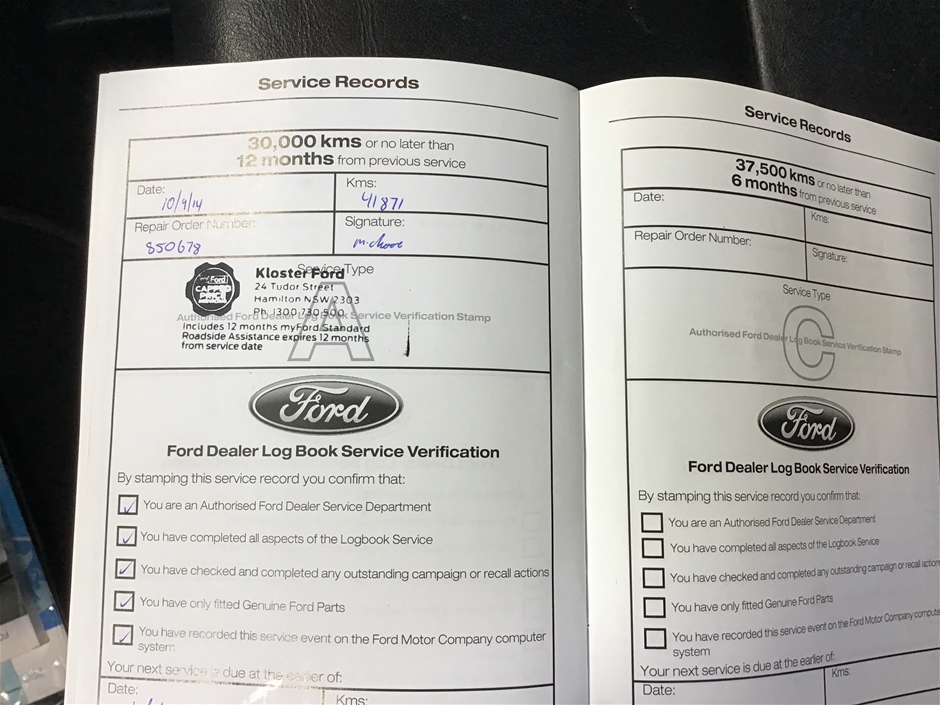 Service Records
30,000 kms or no later than
12 months from previous service
Date:
10/9/14
Kms:
41871
Repair Order Number:
850678
Signature:
Service Type
my Ford
CAPPED
PRICE
Kloster Ford
24 Tudor Street
Hamilton NSW 2303
Ph. 1300 730 500
A
Authorised Ford Dealer Log Book Service Verification Stamp
Includes 12 months myFord Standard
Roadside Assistance expires 12 months
from service date
Ford
Ford Dealer Log Book Service Verification
By stamping this service record you confirm that:
You are an Authorised Ford Dealer Service Department
You have completed all aspects of the Logbook Service
You have checked and completed any outstanding campaign or recall actions
You have only fitted Genuine Ford Parts
You have recorded this service event on the Ford Motor Company computer
system
Your next service is due at the earlier of:
Date:
Kms:
Service Records
37,500 kms or no later than
6 months from previous service
Date:
Kms:
Repair Order Number:
Signature:
Service Type
C
Authorised Ford Dealer Log Book Service Verification Stamp
Ford
Ford Dealer Log Book Service Verification
By stamping this service record you confirm that:
You are an Authorised Ford Dealer Service Department
You have completed all aspects of the Logbook Service
You have checked and completed any outstanding campaign or recall actions
You have only fitted Genuine Ford Parts
You have recorded this service event on the Ford Motor Company compute
system
Your next service is due at the earlier of:
Date:
Kms: